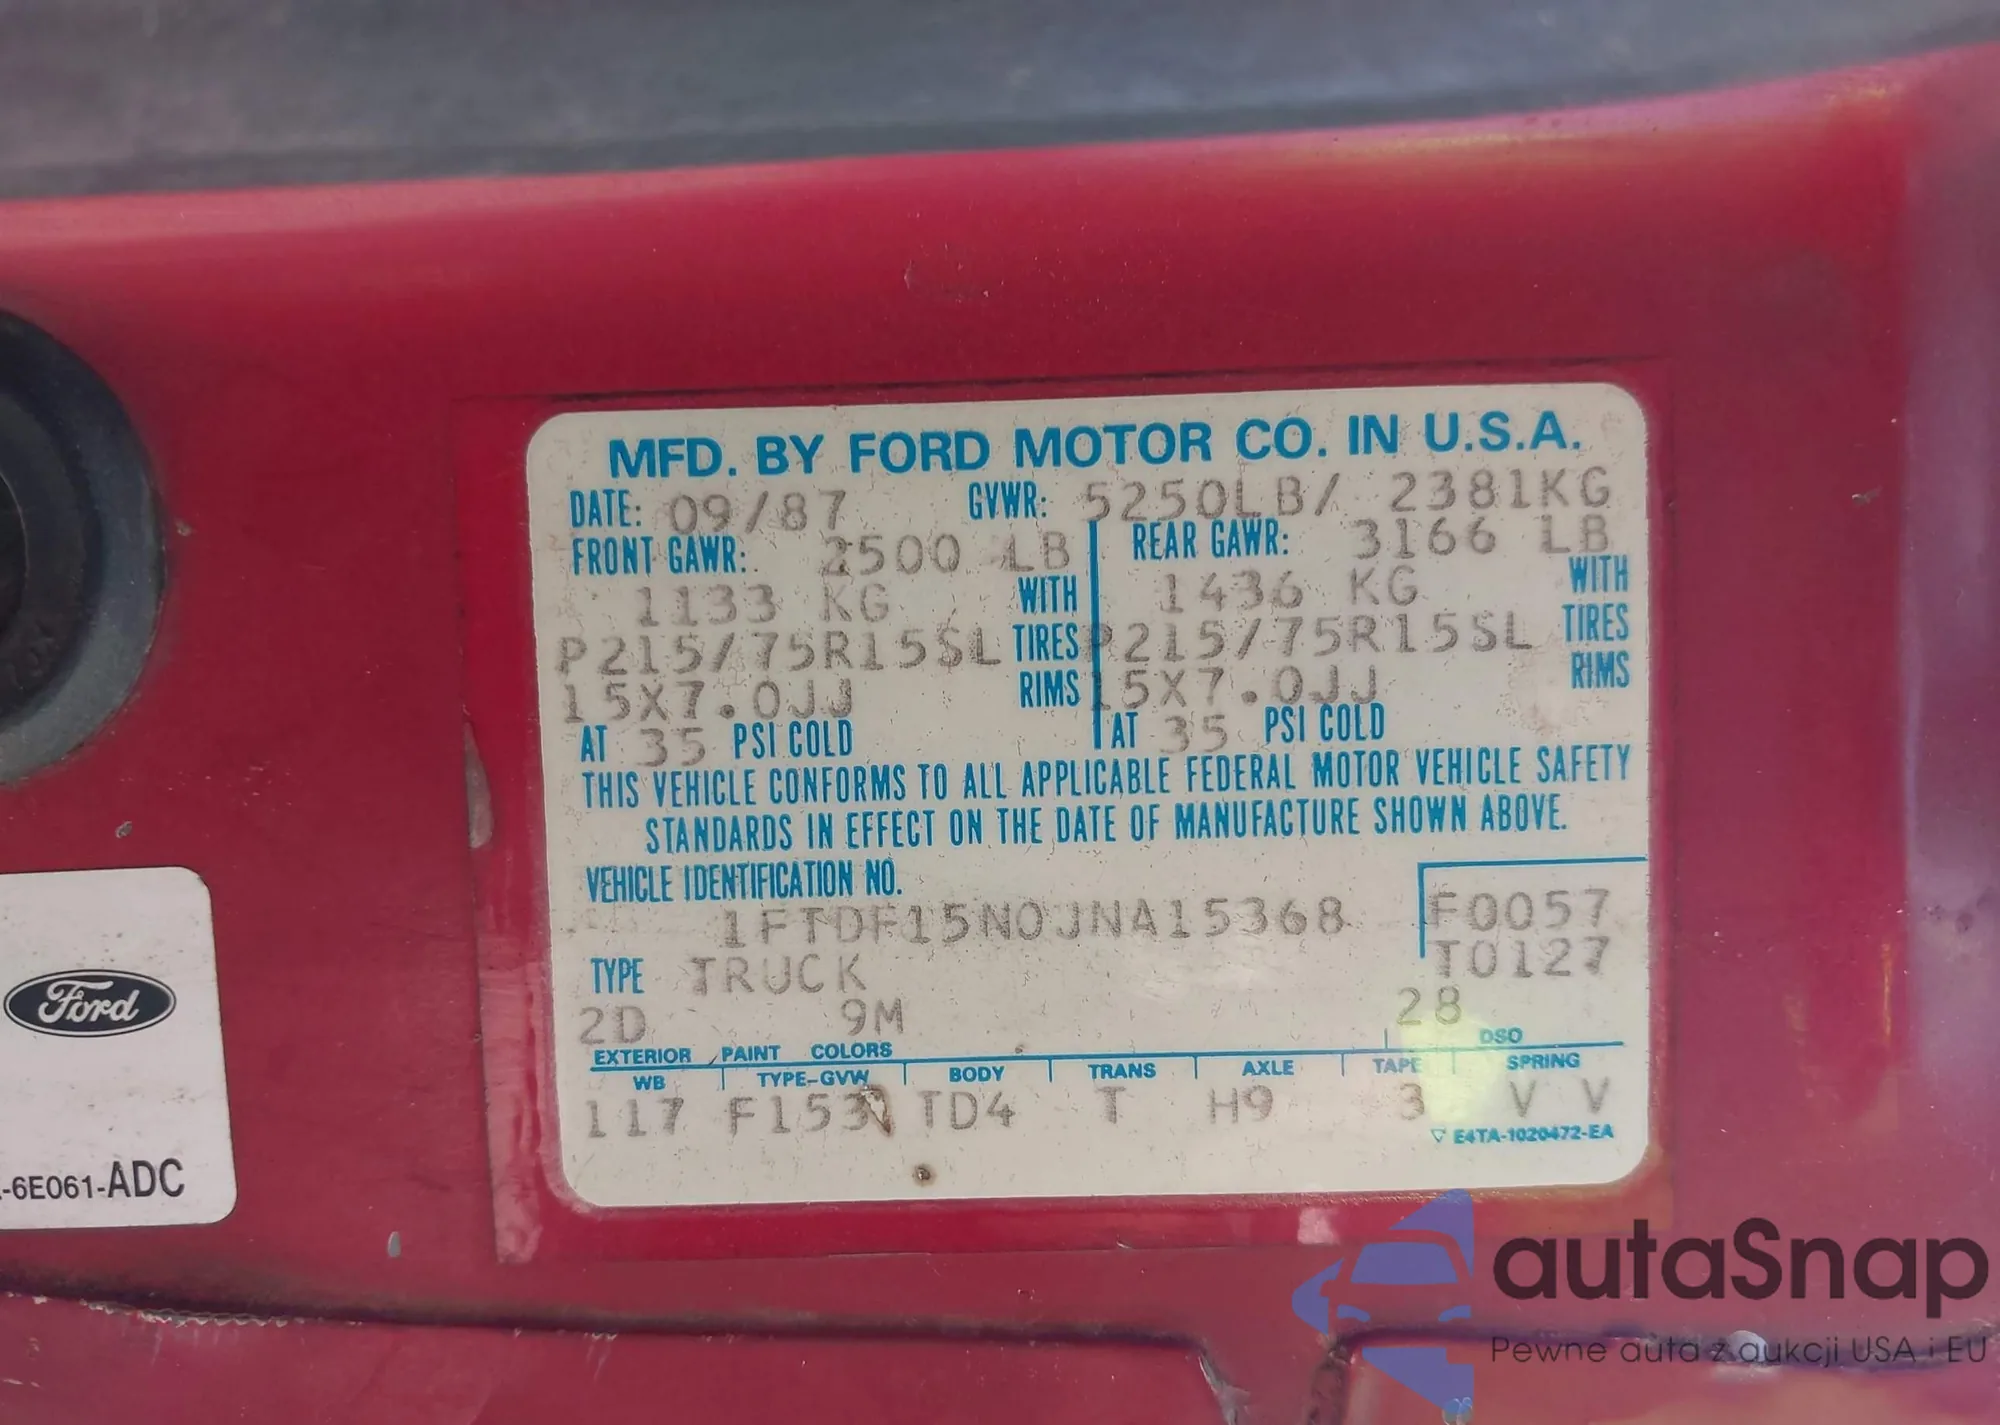 MFD. BY FORD MOTOR CO. IN U.S.A.
DATE: 09/87 GVWR: 5250LB/ 2381KG
FRONT GAWR: 2500 LB REAR GAWR: 3166 LB
1133 KG WITH 1436 KG WITH
P215/75R15SL TIRES P215/75R15SL TIRES
15X7.0JJ RIMS 15X7.0JJ RIMS
AT 35 PSI COLD AT 35 PSI COLD
THIS VEHICLE CONFORMS TO ALL APPLICABLE FEDERAL MOTOR VEHICLE SAFETY
STANDARDS IN EFFECT ON THE DATE OF MANUFACTURE SHOWN ABOVE.
VEHICLE IDENTIFICATION NO.
1FTDF15N0JNA15368 F0057
TYPE TRUCK T0127
2D 9M 28
EXTERIOR PAINT COLORS DSO
WB TYPE-GVW BODY TRANS AXLE TAPE SPRING
117 F153 TD4 T H9 3 V V
E4TA-1020472-EA
Ford
-6E061-ADC
autaSnap
Pewne auta z aukcji USA i EU